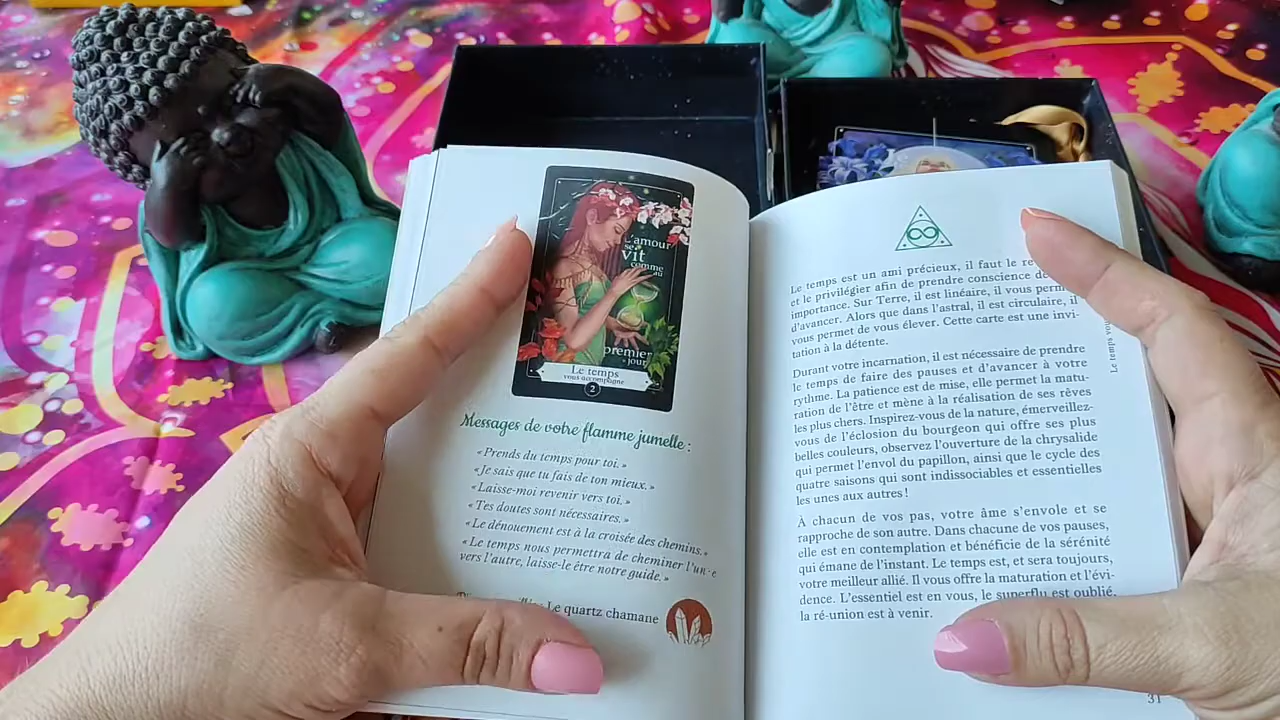 L'amour
se
vit
comme
au
premier
jour
Le temps
vous accompagne
2
Messages de votre flamme jumelle :
« Prends du temps pour toi. »
« Je sais que tu fais de ton mieux. »
« Laisse-moi revenir vers toi. »
« Tes doutes sont nécessaires. »
« Le dénouement est à la croisée des chemins. »
« Le temps nous permettra de cheminer l'un·e
vers l'autre, laisse-le être notre guide. »
Le quartz chamane
Le temps est un ami précieux, il faut le
et le privilégier afin de prendre conscience de
importance. Sur Terre, il est linéaire, il vous
d'avancer. Alors que dans l'astral, il est circulaire, il
vous permet de vous élever. Cette carte est une invi-
tation à la détente.
Durant votre incarnation, il est nécessaire de prendre
le temps de faire des pauses et d'avancer à votre
rythme. La patience est de mise, elle permet la matu-
ration de l'être et mène à la réalisation de ses rêves
les plus chers. Inspirez-vous de la nature, émerveillez-
vous de l'éclosion du bourgeon qui offre ses plus
belles couleurs, observez l'ouverture de la chrysalide
qui permet l'envol du papillon, ainsi que le cycle des
quatre saisons qui sont indissociables et essentielles
les unes aux autres !
À chacun de vos pas, votre âme s'envole et se
rapproche de son autre. Dans chacune de vos pauses,
elle est en contemplation et bénéficie de la sérénité
qui émane de l'instant. Le temps est, et sera toujours,
votre meilleur allié. Il vous offre la maturation et l'évi-
dence. L'essentiel est en vous, le superflu est oublié,
la ré-union est à venir.
Le temps
31